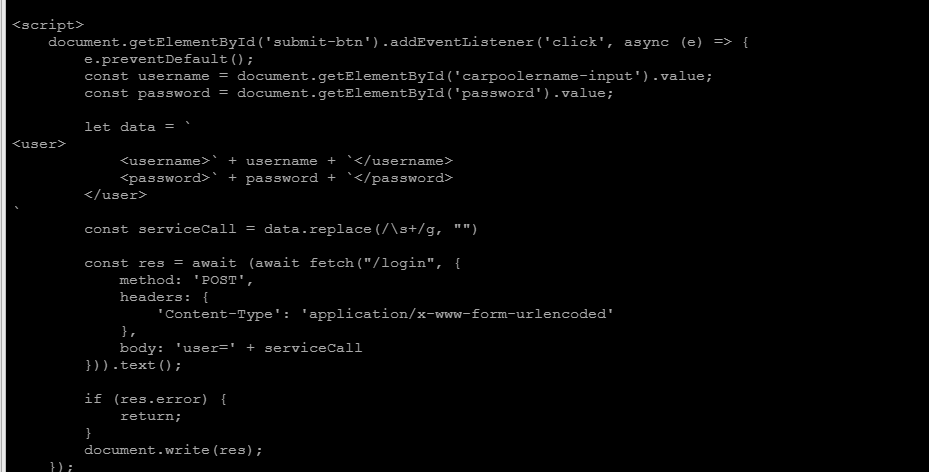 <script>
    document.getElementById('submit-btn').addEventListener('click', async (e) => {
        e.preventDefault();
        const username = document.getElementById('carpoolername-input').value;
        const password = document.getElementById('password').value;

        let data = `
<user>
            <username>` + username + `</username>
            <password>` + password + `</password>
        </user>
`
        const serviceCall = data.replace(/\s+/g, "")

        const res = await (await fetch("/login", {
            method: 'POST',
            headers: {
                'Content-Type': 'application/x-www-form-urlencoded'
            },
            body: 'user=' + serviceCall
        })).text();

        if (res.error) {
            return;
        }
        document.write(res);
    });